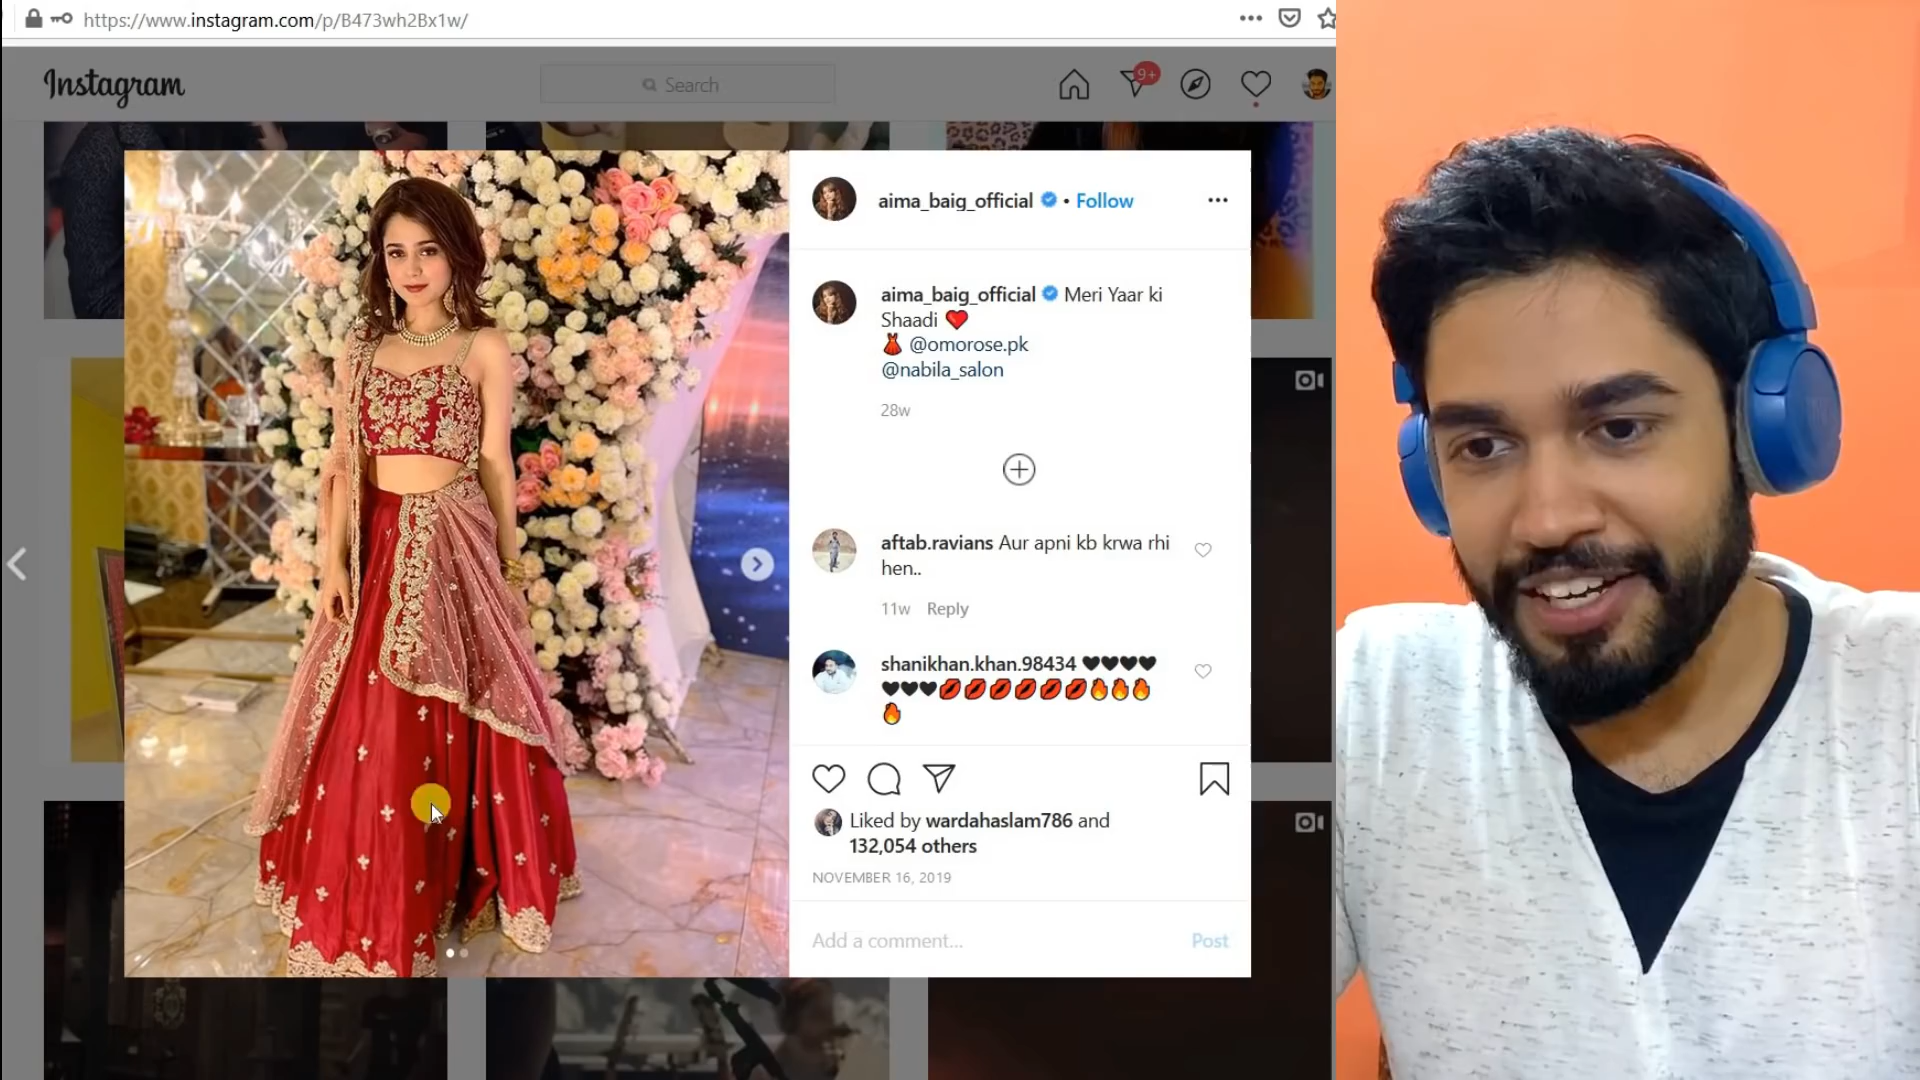 https://www.instagram.com/p/B473wh2Bx1w/
Instagram
Search
9+
aima_baig_official • Follow
aima_baig_official Meri Yaar ki
Shaadi ❤️
👗 @omorose.pk
@nabila_salon
28w
aftab.ravians Aur apni kb krwa rhi
hen..
11w Reply
shanikhan.khan.98434 🖤🖤🖤🖤
🖤🖤🖤💋💋💋💋💋💋🔥🔥🔥
🔥
Liked by wardahaslam786 and
132,054 others
NOVEMBER 16, 2019
Add a comment... Post